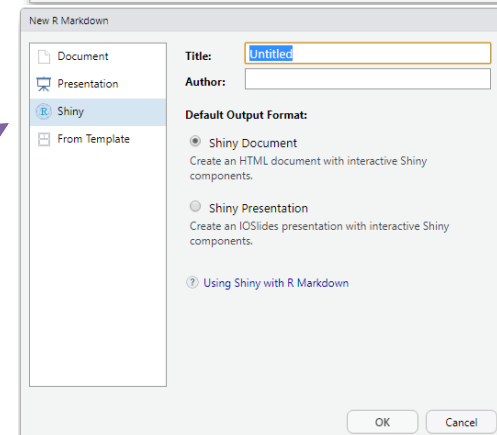 New R Markdown
Document
Presentation
R Shiny
From Template
Title: Untitled
Author:
Default Output Format:
Shiny Document
Create an HTML document with interactive Shiny
components.
Shiny Presentation
Create an IOSlides presentation with interactive Shiny
components.
? Using Shiny with R Markdown
OK Cancel